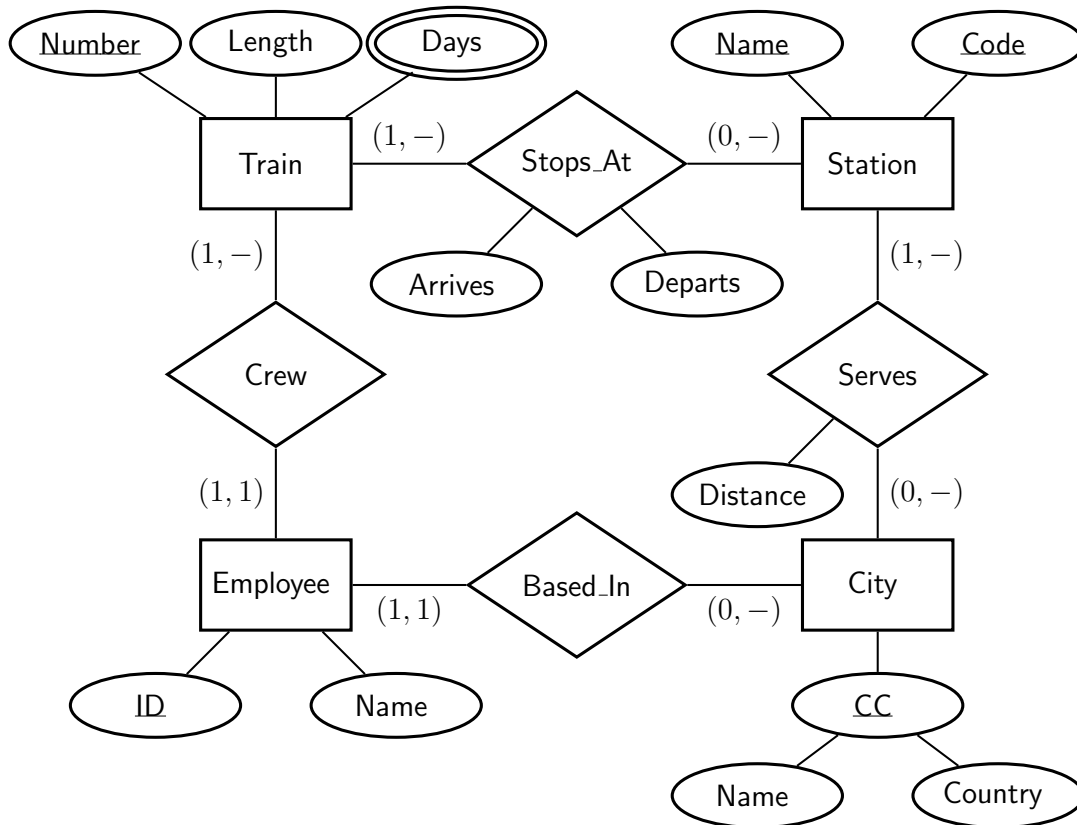 Number
Length
Days
Name
Code
(1, −)
(0, −)
Train
Stops_At
Station
(1, −)
(1, −)
Arrives
Departs
Crew
Serves
(1, 1)
Distance
(0, −)
Employee
Based_In
City
(1, 1)
(0, −)
ID
Name
CC
Name
Country